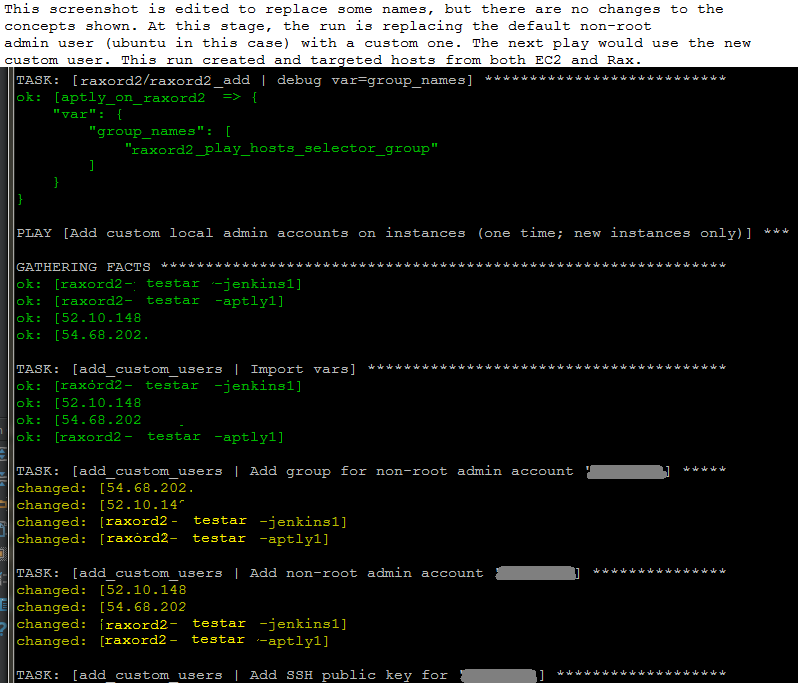 This screenshot is edited to replace some names, but there are no changes to the
concepts shown. At this stage, the run is replacing the default non-root
admin user (ubuntu in this case) with a custom one. The next play would use the new
custom user. This run created and targeted hosts from both EC2 and Rax.
TASK: [raxord2/raxord2_add | debug var=group_names] ***************************
ok: [aptly_on_raxord2 => {
"var": {
"group_names": [
"raxord2_play_hosts_selector_group"
]
}
}
PLAY [Add custom local admin accounts on instances (one time; new instances only)] ***
GATHERING FACTS ***************************************************************
ok: [raxord2- testar -jenkins1]
ok: [raxord2- testar -aptly1]
ok: [52.10.148
ok: [54.68.202.
TASK: [add_custom_users | Import vars] ****************************************
ok: [raxord2- testar -jenkins1]
ok: [52.10.148
ok: [54.68.202
ok: [raxord2- testar -aptly1]
TASK: [add_custom_users | Add group for non-root admin account '] *****
changed: [54.68.202.
changed: [52.10.14
changed: [raxord2- testar -jenkins1]
changed: [raxord2- testar -aptly1]
TASK: [add_custom_users | Add non-root admin account ] ***************
changed: [52.10.148
changed: [54.68.202
changed: [raxord2- testar -jenkins1]
changed: [raxord2- testar -aptly1]
TASK: [add_custom_users | Add SSH public key for ] *******************